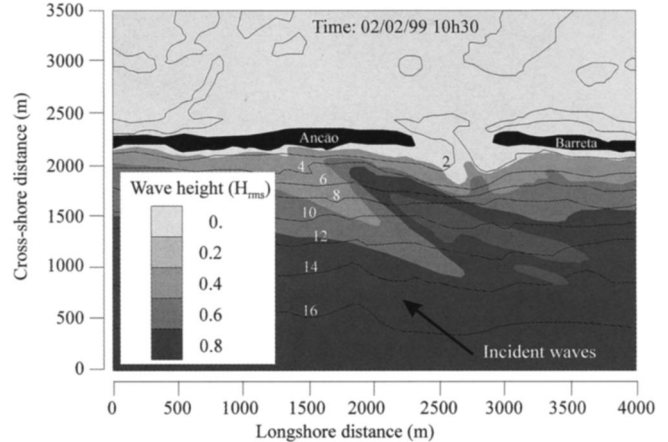 3500
3000
2500
2000
1500
1000
500
0
Cross-shore distance (m)
Time: 02/02/99 10h30
Ancão
Barreta
2
4
6
8
10
12
14
16
Wave height (Hrms)
0.
0.2
0.4
0.6
0.8
Incident waves
0 500 1000 1500 2000 2500 3000 3500 4000
Longshore distance (m)